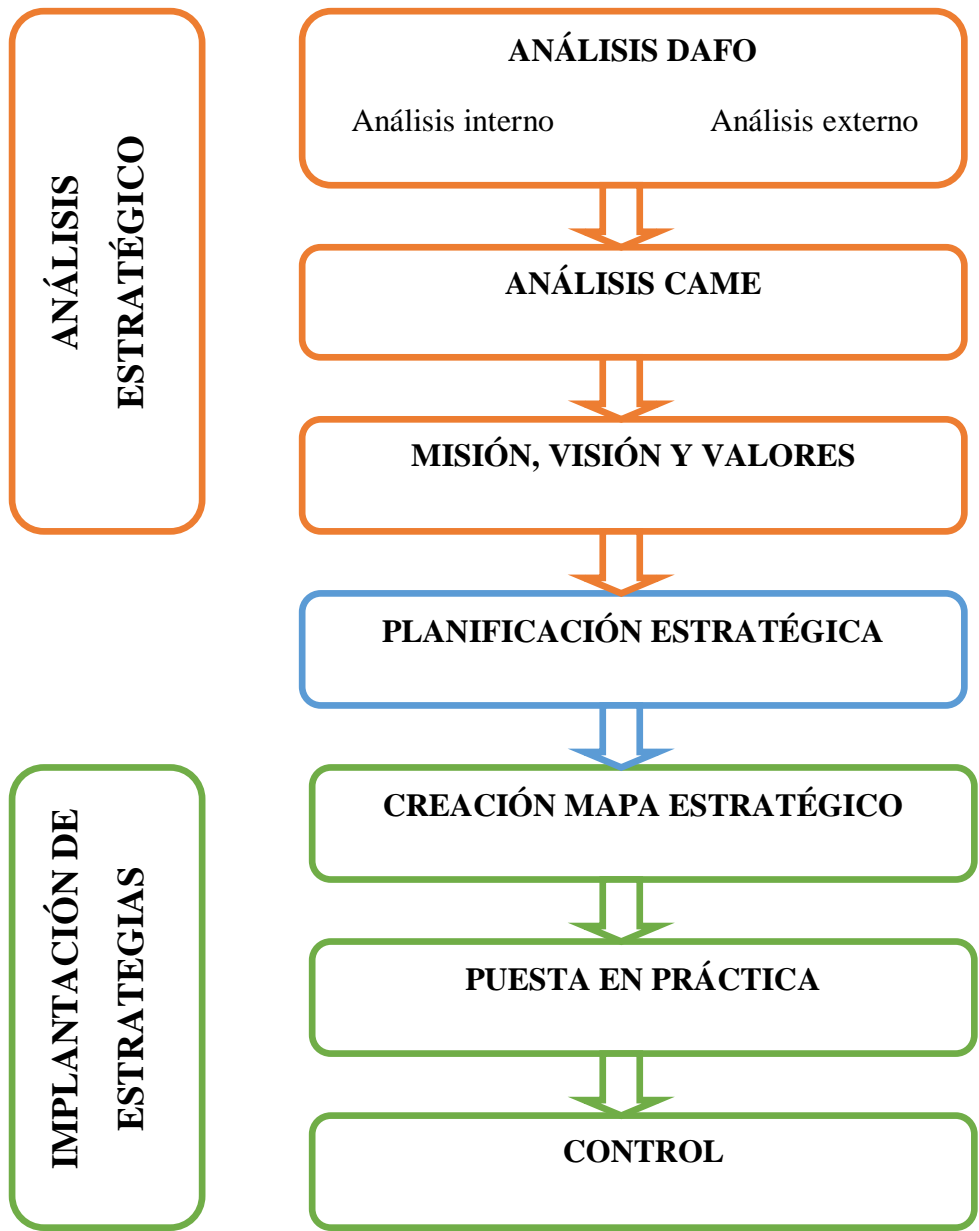 ANÁLISIS
ESTRATÉGICO
ANÁLISIS DAFO
Análisis interno Análisis externo
ANÁLISIS CAME
MISIÓN, VISIÓN Y VALORES
PLANIFICACIÓN ESTRATÉGICA
IMPLANTACIÓN DE
ESTRATEGIAS
CREACIÓN MAPA ESTRATÉGICO
PUESTA EN PRÁCTICA
CONTROL